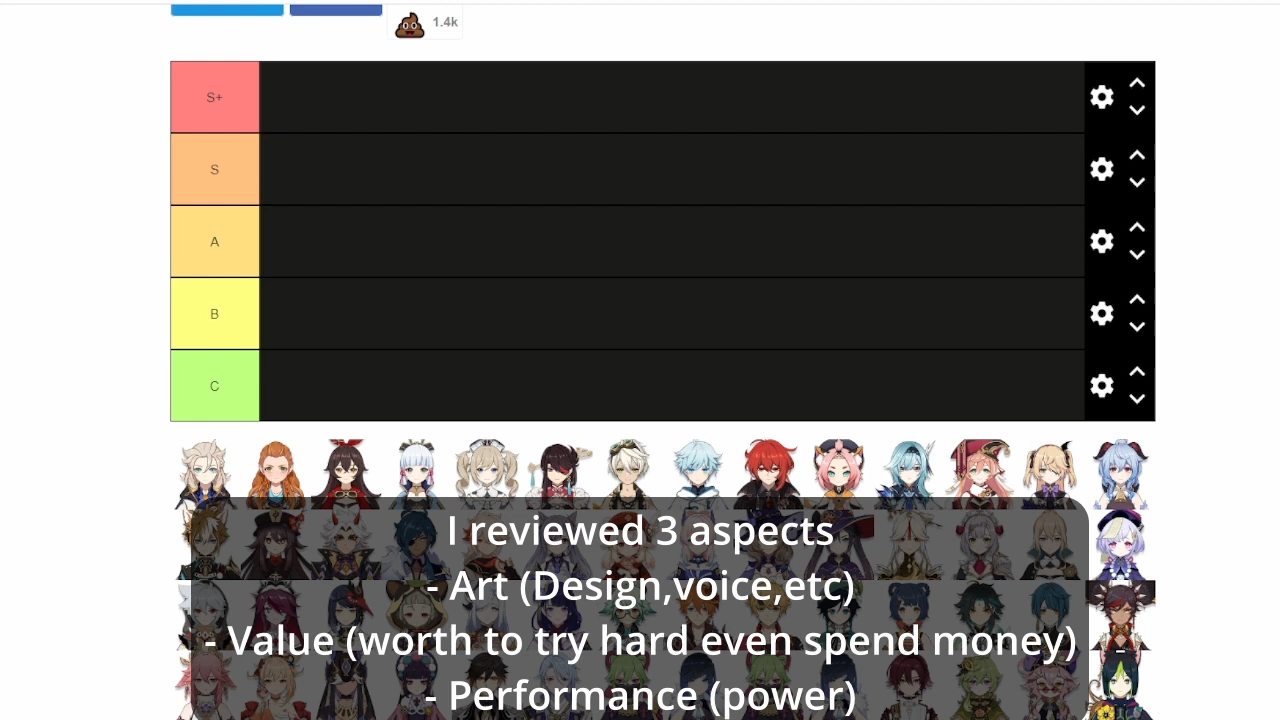 1.4k
S+
S
A
B
C
I reviewed 3 aspects
- Art (Design,voice,etc)
- Value (worth to try hard even spend money)
- Performance (power)